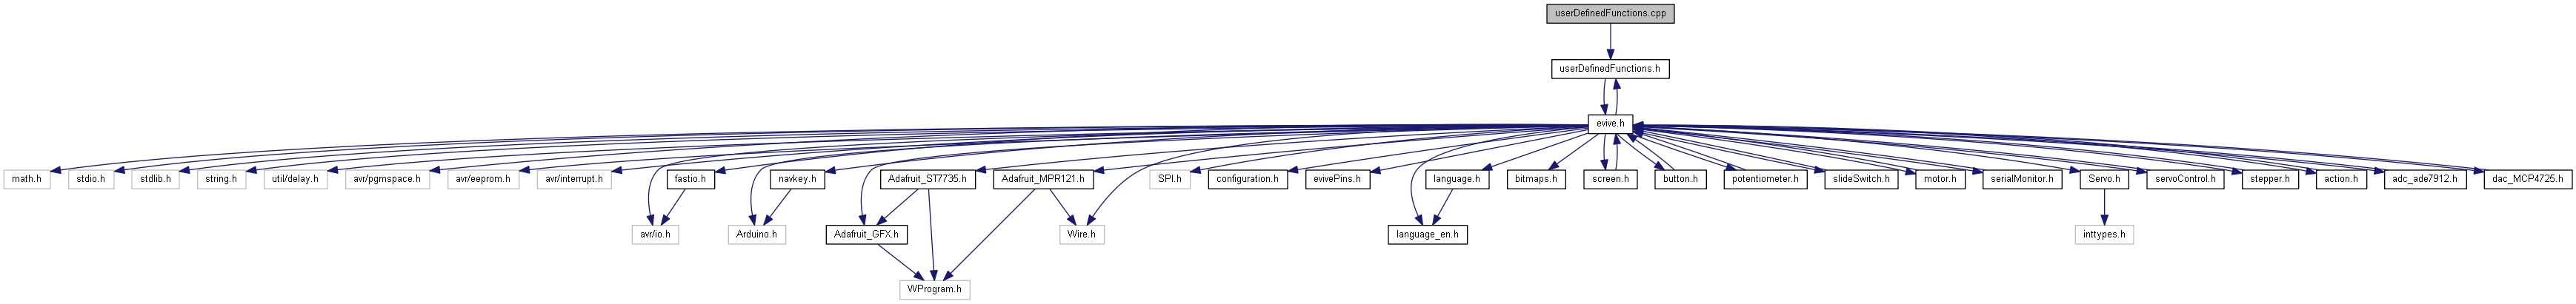 userDefinedFunctions.cpp
userDefinedFunctions.h
evive.h
math.h
stdio.h
stdlib.h
string.h
util/delay.h
avr/pgmspace.h
avr/eeprom.h
avr/interrupt.h
fastio.h
navkey.h
Adafruit_ST7735.h
Adafruit_MPR121.h
SPI.h
configuration.h
evivePins.h
language.h
bitmaps.h
screen.h
button.h
potentiometer.h
slideSwitch.h
motor.h
serialMonitor.h
Servo.h
servoControl.h
stepper.h
action.h
adc_ade7912.h
dac_MCP4725.h
avr/io.h
Arduino.h
Adafruit_GFX.h
Wire.h
language_en.h
inttypes.h
WProgram.h